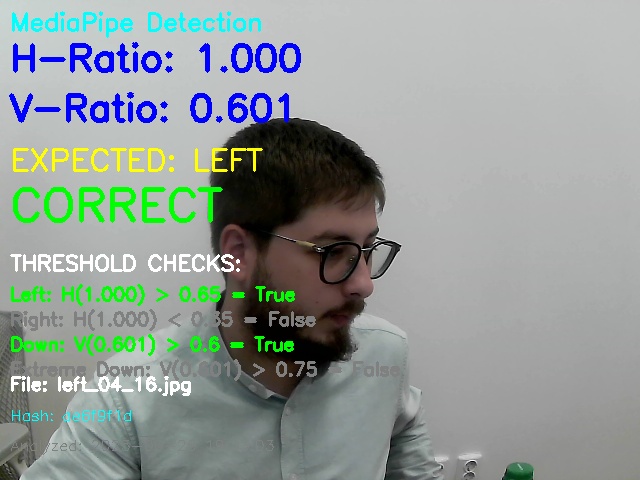 MediaPipe Detection
H-Ratio: 1.000
V-Ratio: 0.601
EXPECTED: LEFT
CORRECT
THRESHOLD CHECKS:
Left: H(1.000) > 0.65 = True
Right: H(1.000) < 0.35 = False
Down: V(0.601) > 0.6 = True
Extreme Down: V(0.601) > 0.75 = False
File: left_04_16.jpg
Hash:
Analyzed: